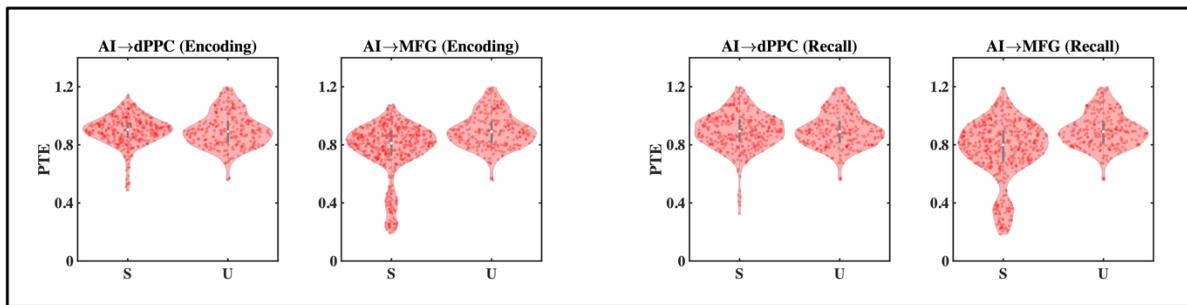 AI→dPPC (Encoding)
AI→MFG (Encoding)
AI→dPPC (Recall)
AI→MFG (Recall)
PTE
1.2
0.8
0.4
0
S U
1.2
0.8
0.4
0
S U
PTE
1.2
0.8
0.4
0
S U
1.2
0.8
0.4
0
S U